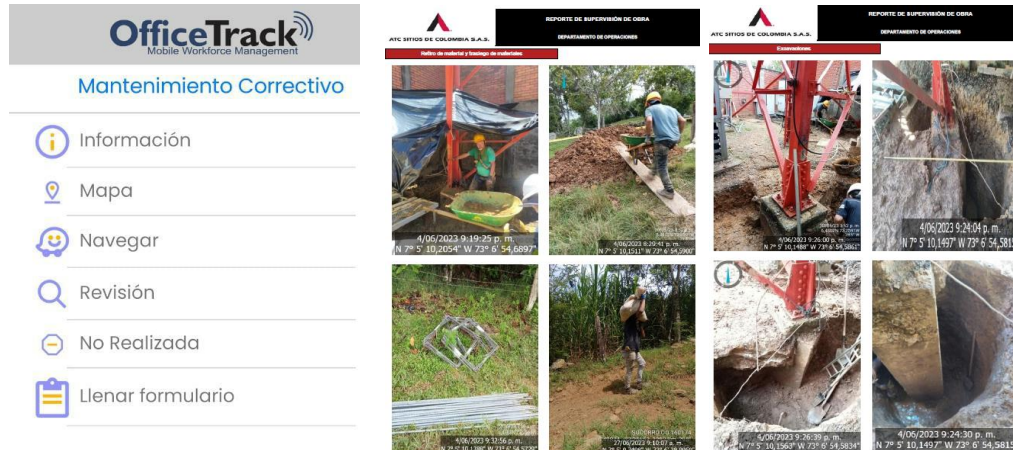 OfficeTrack
Mobile Workforce Management
Mantenimiento Correctivo
Información
Mapa
Navegar
Revisión
No Realizada
Llenar formulario
ATC SITIOS DE COLOMBIA S.A.S.
REPORTE DE SUPERVISIÓN DE OBRA
DEPARTAMENTO DE OPERACIONES
Retiro de material y trasiego de materiales
4/06/2023 9:19:25 p. m.
N 7° 5' 10,2054" W 73° 6' 54,6897"
4/06/2023 8:29:41 p. m.
N 7° 5' 10,1511" W 73° 6' 54,5900"
4/06/2023 9:32:56 p. m.
27/06/2023 9:10:07 a. m.
ATC SITIOS DE COLOMBIA S.A.S.
REPORTE DE SUPERVISIÓN DE OBRA
DEPARTAMENTO DE OPERACIONES
Excavaciones
4/06/2023 9:26:00 p. m.
N 7° 5' 10,1488" W 73° 6' 54,5861"
4/06/2023 9:24:04 p. m.
N 7° 5' 10,1497" W 73° 6' 54,5815
4/06/2023 9:26:39 p. m.
N 7° 5' 10,1563" W 73° 6' 54,5834"
4/06/2023 9:24:30 p. m.
N 7° 5' 10,1497" W 73° 6' 54,5815